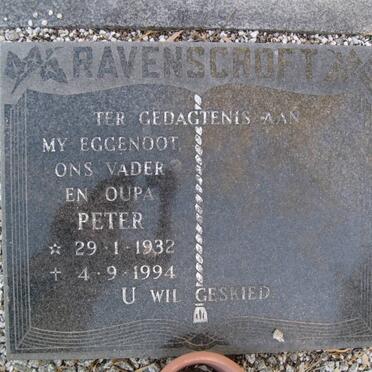 RAVENSCROFT
TER GEDAGTENIS AAN
MY EGGENOOT,
ONS VADER
EN OUPA
PETER
☆ 29-1-1932
† 4-9-1994
U WIL GESKIED